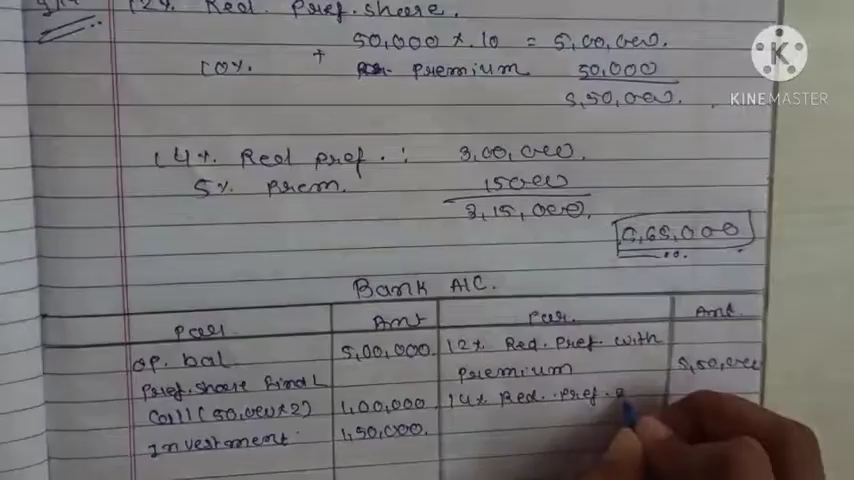 12% Red. Pref. share.
50,000 × 10 = 5,00,000.
10% + premium 50,000
5,50,000.
KINEMASTER
14% Red Pref. : 3,00,000.
5% Prem. 15000
3,15,000.
8,65,000
Bank A/C.
Par. Amt Par. Amt.
op. bal 5,00,000. 12% Red. Pref. with
Pref. share Final premium 5,50,000
Call (50,000×2) 1,00,000. 14% Red. Pref.
Investment. 1,50,000.